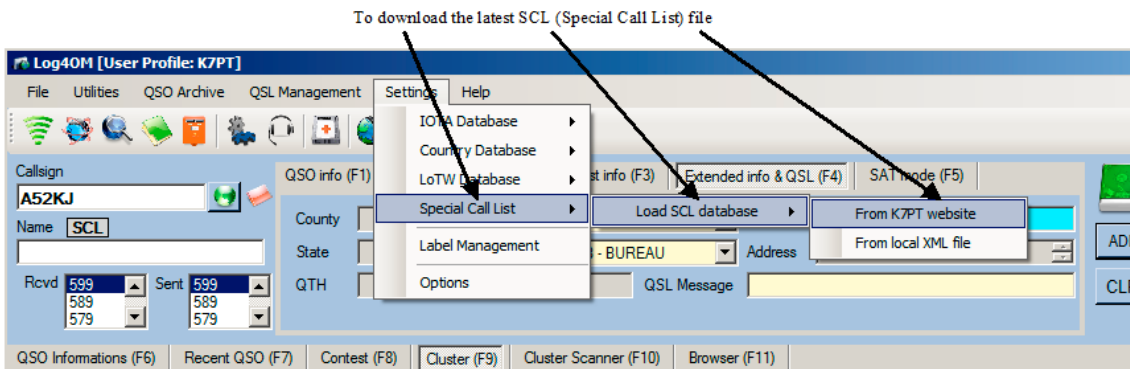 To download the latest SCL (Special Call List) file
Log4OM [User Profile: K7PT]
File Utilities QSO Archive QSL Management Settings Help
IOTA Database
Country Database
LoTW Database
Special Call List
Label Management
Options
Load SCL database
From K7PT website
From local XML file
Callsign
A52KJ
Name SCL
Rcvd 599 589 579 Sent 599 589 579
QSO info (F1) st info (F3) Extended info & QSL (F4) SAT mode (F5)
County
State - BUREAU Address
QTH QSL Message
QSO Informations (F6) Recent QSO (F7) Contest (F8) Cluster (F9) Cluster Scanner (F10) Browser (F11)